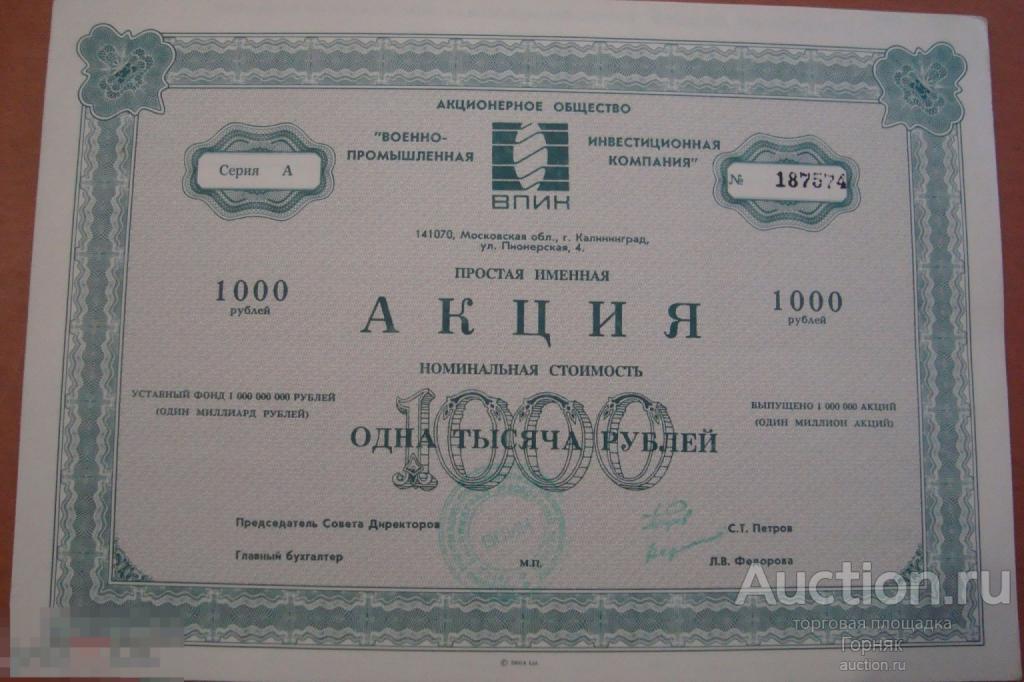 АКЦИОНЕРНОЕ ОБЩЕСТВО
"ВОЕННО-
ПРОМЫШЛЕННАЯ
ИНВЕСТИЦИОННАЯ
КОМПАНИЯ"
ВПИК
Серия А
№ 187574
141070, Московская обл., г. Калининград,
ул. Пионерская, 4.
ПРОСТАЯ ИМЕННАЯ
АКЦИЯ
1000
рублей
1000
рублей
НОМИНАЛЬНАЯ СТОИМОСТЬ
1000
ОДНА ТЫСЯЧА РУБЛЕЙ
УСТАВНЫЙ ФОНД 1 000 000 000 РУБЛЕЙ
(ОДИН МИЛЛИАРД РУБЛЕЙ)
ВЫПУЩЕНО 1 000 000 АКЦИЙ
(ОДИН МИЛЛИОН АКЦИЙ)
Председатель Совета Директоров
С.Т. Петров
Главный бухгалтер
М.П.
Л.В. Федорова
Auction.ru
торговая площадка
Горняк
auction.ru